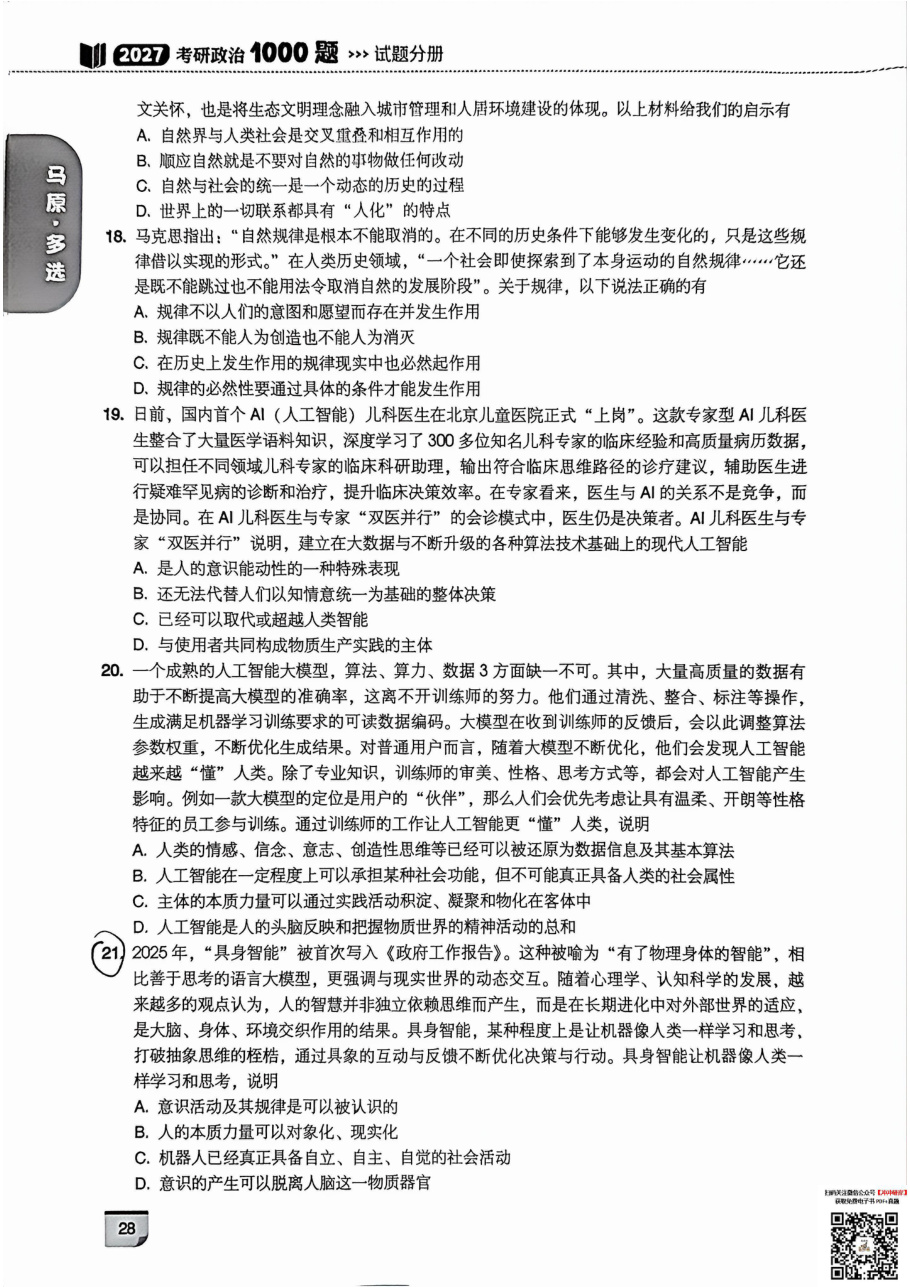 2027 考研政治1000题 >>> 试题分册
马原·多选
文关怀，也是将生态文明理念融入城市管理和人居环境建设的体现。以上材料给我们的启示有
A. 自然界与人类社会是交叉重叠和相互作用的
B. 顺应自然就是不要对自然的事物做任何改动
C. 自然与社会的统一是一个动态的历史的过程
D. 世界上的一切联系都具有“人化”的特点
18. 马克思指出：“自然规律是根本不能取消的。在不同的历史条件下能够发生变化的，只是这些规
律借以实现的形式。”在人类历史领域，“一个社会即使探索到了本身运动的自然规律……它还
是既不能跳过也不能用法令取消自然的发展阶段”。关于规律，以下说法正确的有
A. 规律不以人们的意图和愿望而存在并发生作用
B. 规律既不能人为创造也不能人为消灭
C. 在历史上发生作用的规律现实中也必然起作用
D. 规律的必然性要通过具体的条件才能发生作用
19. 日前，国内首个 AI（人工智能）儿科医生在北京儿童医院正式“上岗”。这款专家型 AI 儿科医
生整合了大量医学语料知识，深度学习了 300 多位知名儿科专家的临床经验和高质量病历数据，
可以担任不同领域儿科专家的临床科研助理，输出符合临床思维路径的诊疗建议，辅助医生进
行疑难罕见病的诊断和治疗，提升临床决策效率。在专家看来，医生与 AI 的关系不是竞争，而
是协同。在 AI 儿科医生与专家“双医并行”的会诊模式中，医生仍是决策者。AI 儿科医生与专
家“双医并行”说明，建立在大数据与不断升级的各种算法技术基础上的现代人工智能
A. 是人的意识能动性的一种特殊表现
B. 还无法代替人们以知情意统一为基础的整体决策
C. 已经可以取代或超越人类智能
D. 与使用者共同构成物质生产实践的主体
20. 一个成熟的人工智能大模型，算法、算力、数据 3 方面缺一不可。其中，大量高质量的数据有
助于不断提高大模型的准确率，这离不开训练师的努力。他们通过清洗、整合、标注等操作，
生成满足机器学习训练要求的可读数据编码。大模型在收到训练师的反馈后，会以此调整算法
参数权重，不断优化生成结果。对普通用户而言，随着大模型不断优化，他们会发现人工智能
越来越“懂”人类。除了专业知识，训练师的审美、性格、思考方式等，都会对人工智能产生
影响。例如一款大模型的定位是用户的“伙伴”，那么人们会优先考虑让具有温柔、开朗等性格
特征的员工参与训练。通过训练师的工作让人工智能更“懂”人类，说明
A. 人类的情感、信念、意志、创造性思维等已经可以被还原为数据信息及其基本算法
B. 人工智能在一定程度上可以承担某种社会功能，但不可能真正具备人类的社会属性
C. 主体的本质力量可以通过实践活动积淀、凝聚和物化在客体中
D. 人工智能是人的头脑反映和把握物质世界的精神活动的总和
21. 2025 年，“具身智能”被首次写入《政府工作报告》。这种被喻为“有了物理身体的智能”，相
比善于思考的语言大模型，更强调与现实世界的动态交互。随着心理学、认知科学的发展，越
来越多的观点认为，人的智慧并非独立依赖思维而产生，而是在长期进化中对外部世界的适应，
是大脑、身体、环境交织作用的结果。具身智能，某种程度上是让机器像人类一样学习和思考，
打破抽象思维的桎梏，通过具象的互动与反馈不断优化决策与行动。具身智能让机器像人类一
样学习和思考，说明
A. 意识活动及其规律是可以被认识的
B. 人的本质力量可以对象化、现实化
C. 机器人已经真正具备自立、自主、自觉的社会活动
D. 意识的产生可以脱离人脑这一物质器官
28
扫码关注微信公众号
获取免费电子书PDF+真题